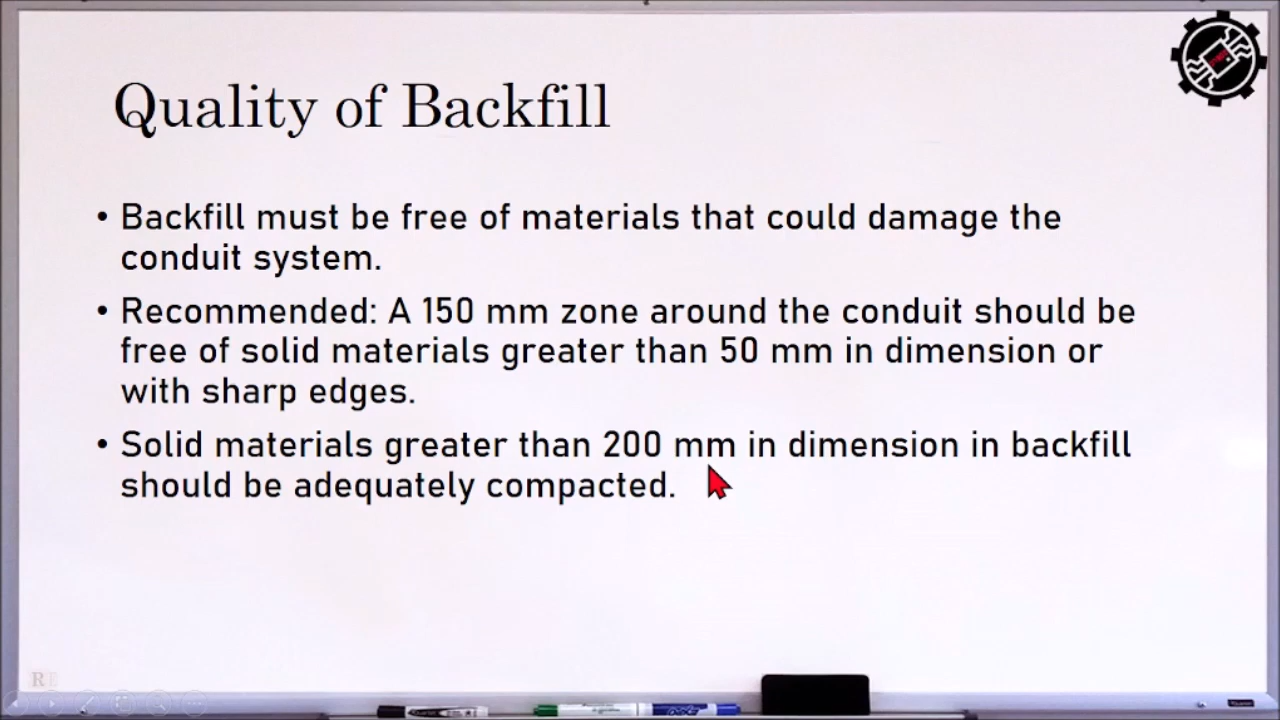 Quality of Backfill
• Backfill must be free of materials that could damage the
conduit system.
• Recommended: A 150 mm zone around the conduit should be
free of solid materials greater than 50 mm in dimension or
with sharp edges.
• Solid materials greater than 200 mm in dimension in backfill
should be adequately compacted.